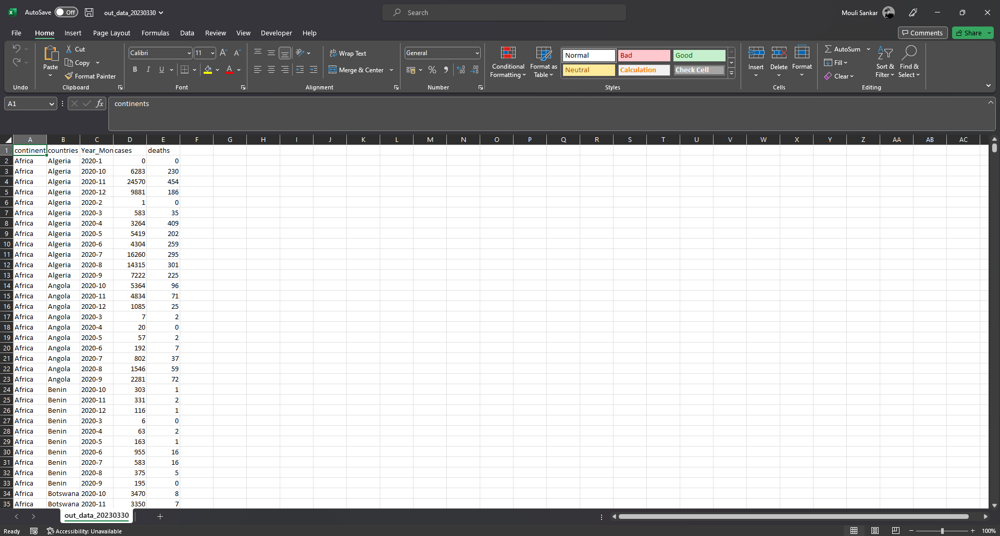 AutoSave Off out_data_20230330 Search Mouli Sankar
File Home Insert Page Layout Formulas Data Review View Developer Help Comments Share
Paste Cut Copy Format Painter
Calibri 11
B I U A
Wrap Text
Merge & Center
General
Conditional Formatting Format as Table
Normal Bad Good
Neutral Calculation Check Cell
Insert Delete Format
AutoSum
Fill
Clear
Sort & Filter Find & Select
Undo Clipboard Font Alignment Number Styles Cells Editing
A1 fx continents
A B C D E F G H I J K L M N O P Q R S T U V W X Y Z AA AB AC
1 continent countries Year_Mon cases deaths
2 Africa Algeria 2020-1 0 0
3 Africa Algeria 2020-10 6283 230
4 Africa Algeria 2020-11 24570 454
5 Africa Algeria 2020-12 9881 186
6 Africa Algeria 2020-2 1 0
7 Africa Algeria 2020-3 583 35
8 Africa Algeria 2020-4 3264 409
9 Africa Algeria 2020-5 5419 202
10 Africa Algeria 2020-6 4304 259
11 Africa Algeria 2020-7 16260 295
12 Africa Algeria 2020-8 14315 301
13 Africa Algeria 2020-9 7222 225
14 Africa Angola 2020-10 5364 96
15 Africa Angola 2020-11 4834 71
16 Africa Angola 2020-12 1085 25
17 Africa Angola 2020-3 7 2
18 Africa Angola 2020-4 20 0
19 Africa Angola 2020-5 57 2
20 Africa Angola 2020-6 192 7
21 Africa Angola 2020-7 802 37
22 Africa Angola 2020-8 1546 59
23 Africa Angola 2020-9 2281 72
24 Africa Benin 2020-10 303 1
25 Africa Benin 2020-11 331 2
26 Africa Benin 2020-12 116 1
27 Africa Benin 2020-3 6 0
28 Africa Benin 2020-4 63 2
29 Africa Benin 2020-5 163 1
30 Africa Benin 2020-6 955 16
31 Africa Benin 2020-7 583 16
32 Africa Benin 2020-8 375 5
33 Africa Benin 2020-9 195 0
34 Africa Botswana 2020-10 3470 8
35 Africa Botswana 2020-11 3350 7
out_data_20230330
Ready Accessibility: Unavailable 100%